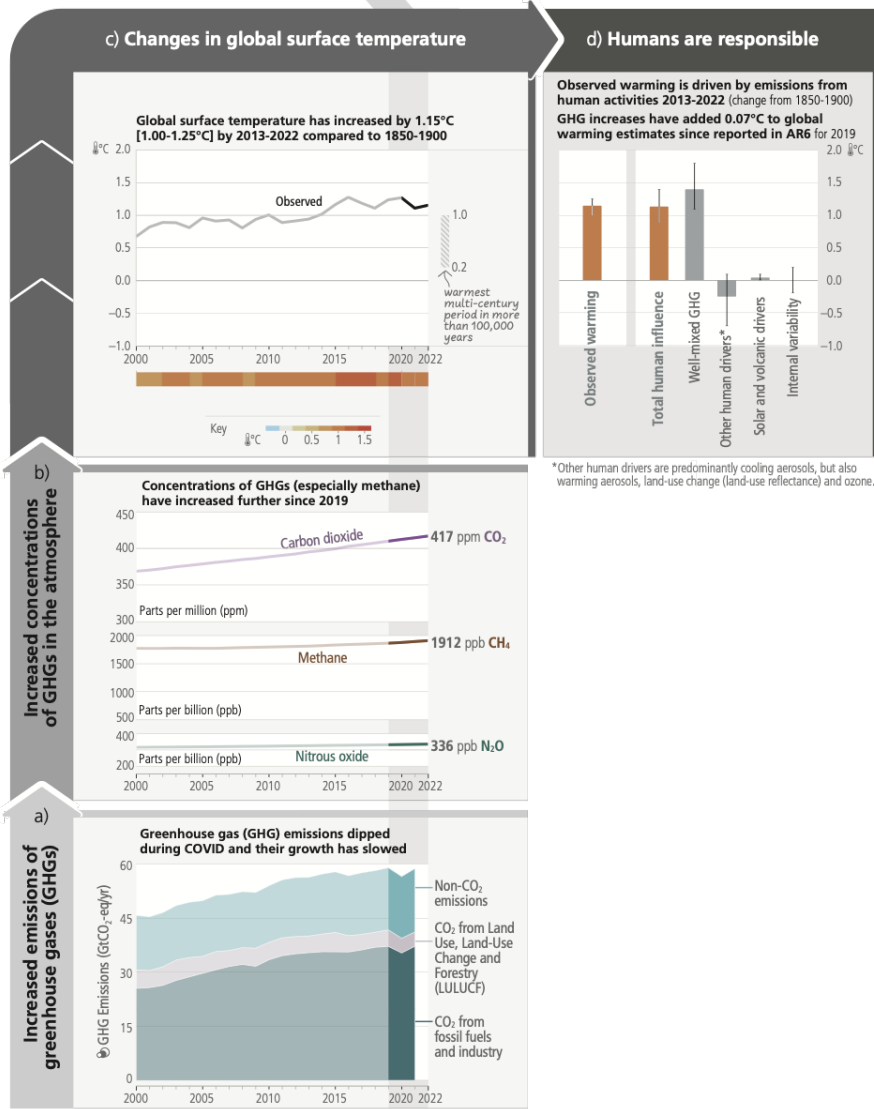 c) Changes in global surface temperature
Global surface temperature has increased by 1.15°C
[1.00-1.25°C] by 2013-2022 compared to 1850-1900
°C
2.0
1.5
1.0
0.5
0.0
–0.5
–1.0
Observed
1.0
0.2
warmest
multi-century
period in more
than 100,000
years
2000
2005
2010
2015
2020
2022
Key
°C
0
0.5
1
1.5
d) Humans are responsible
Observed warming is driven by emissions from
human activities 2013-2022 (change from 1850-1900)
GHG increases have added 0.07°C to global
warming estimates since reported in AR6 for 2019
2.0 °C
1.5
1.0
0.5
0.0
–0.5
–1.0
Observed warming
Total human influence
Well-mixed GHG
Other human drivers*
Solar and volcanic drivers
Internal variability
*Other human drivers are predominantly cooling aerosols, but also
warming aerosols, land-use change (land-use reflectance) and ozone.
b)
Increased concentrations
of GHGs in the atmosphere
Concentrations of GHGs (especially methane)
have increased further since 2019
450
400
350
300
Carbon dioxide
417 ppm CO₂
Parts per million (ppm)
2000
1500
1000
500
Methane
1912 ppb CH₄
Parts per billion (ppb)
400
200
336 ppb N₂O
Parts per billion (ppb)
Nitrous oxide
2000
2005
2010
2015
2020
2022
a)
Increased emissions of
greenhouse gases (GHGs)
Greenhouse gas (GHG) emissions dipped
during COVID and their growth has slowed
GHG Emissions (GtCO₂-eq/yr)
60
45
30
15
0
Non-CO₂
emissions
CO₂ from Land
Use, Land-Use
Change and
Forestry
(LULUCF)
CO₂ from
fossil fuels
and industry
2000
2005
2010
2015
2020
2022